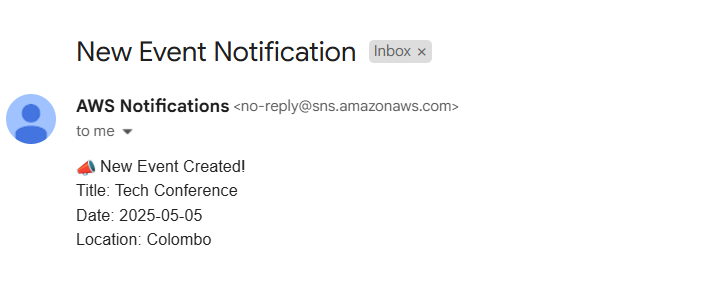 New Event Notification Inbox ×
AWS Notifications <no-reply@sns.amazonaws.com>
to me
📣 New Event Created!
Title: Tech Conference
Date: 2025-05-05
Location: Colombo